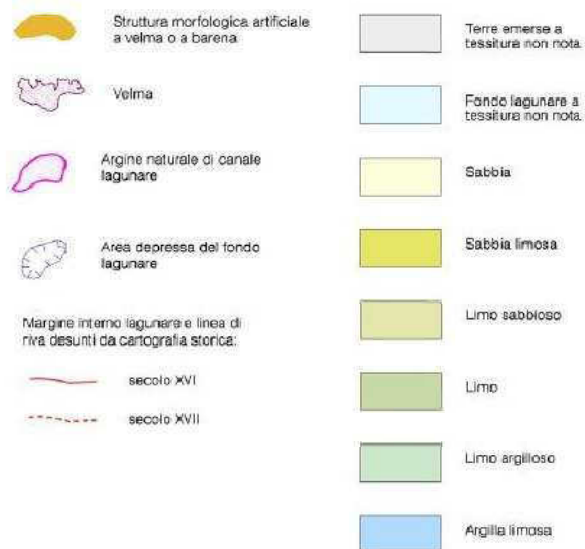 Struttura morfologica artificiale
a velma o a barena
Velma
Argine naturale di canale
lagunare
Area depressa del fondo
lagunare
Margine interno lagunare e linea di
riva desunti da cartografia storica:
secolo XVI
secolo XVII
Terre emerse a
tessitura non nota
Fondo lagunare a
tessitura non nota
Sabbia
Sabbia limosa
Limo sabbioso
Limo
Limo argilloso
Argilla limosa